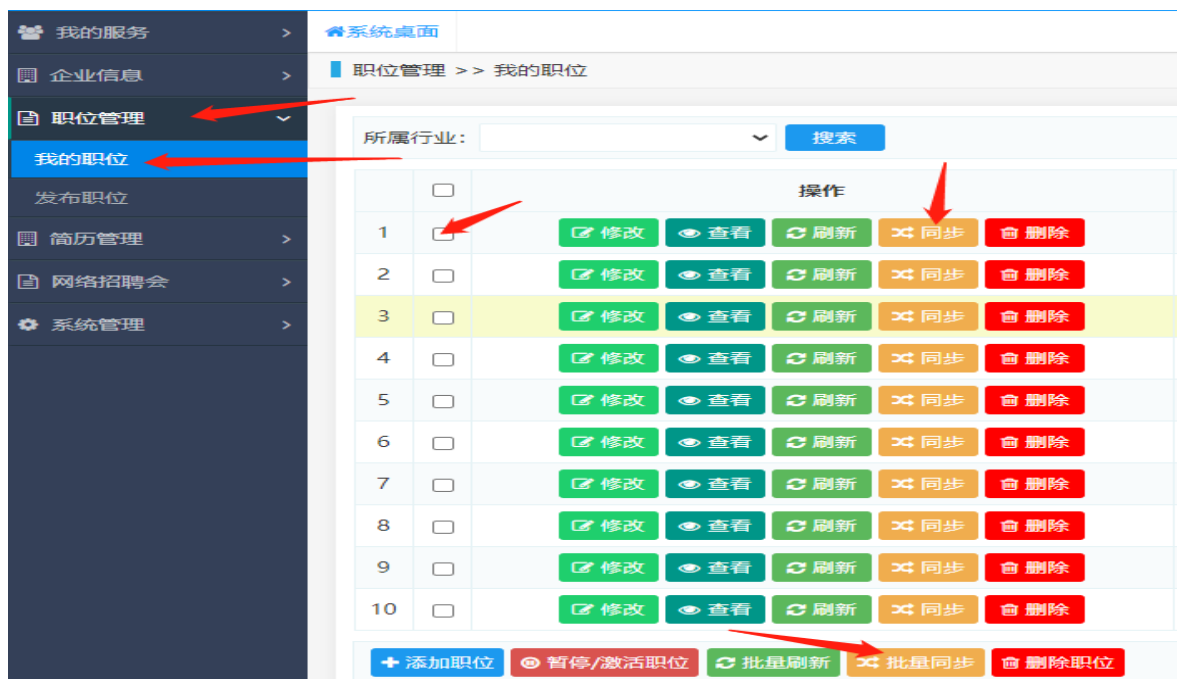 我的服务
企业信息
职位管理
我的职位
发布职位
简历管理
网络招聘会
系统管理
系统桌面
职位管理 >> 我的职位
所属行业: 搜索
操作
1 修改 查看 刷新 同步 删除
2 修改 查看 刷新 同步 删除
3 修改 查看 刷新 同步 删除
4 修改 查看 刷新 同步 删除
5 修改 查看 刷新 同步 删除
6 修改 查看 刷新 同步 删除
7 修改 查看 刷新 同步 删除
8 修改 查看 刷新 同步 删除
9 修改 查看 刷新 同步 删除
10 修改 查看 刷新 同步 删除
添加职位 暂停/激活职位 批量刷新 批量同步 删除职位